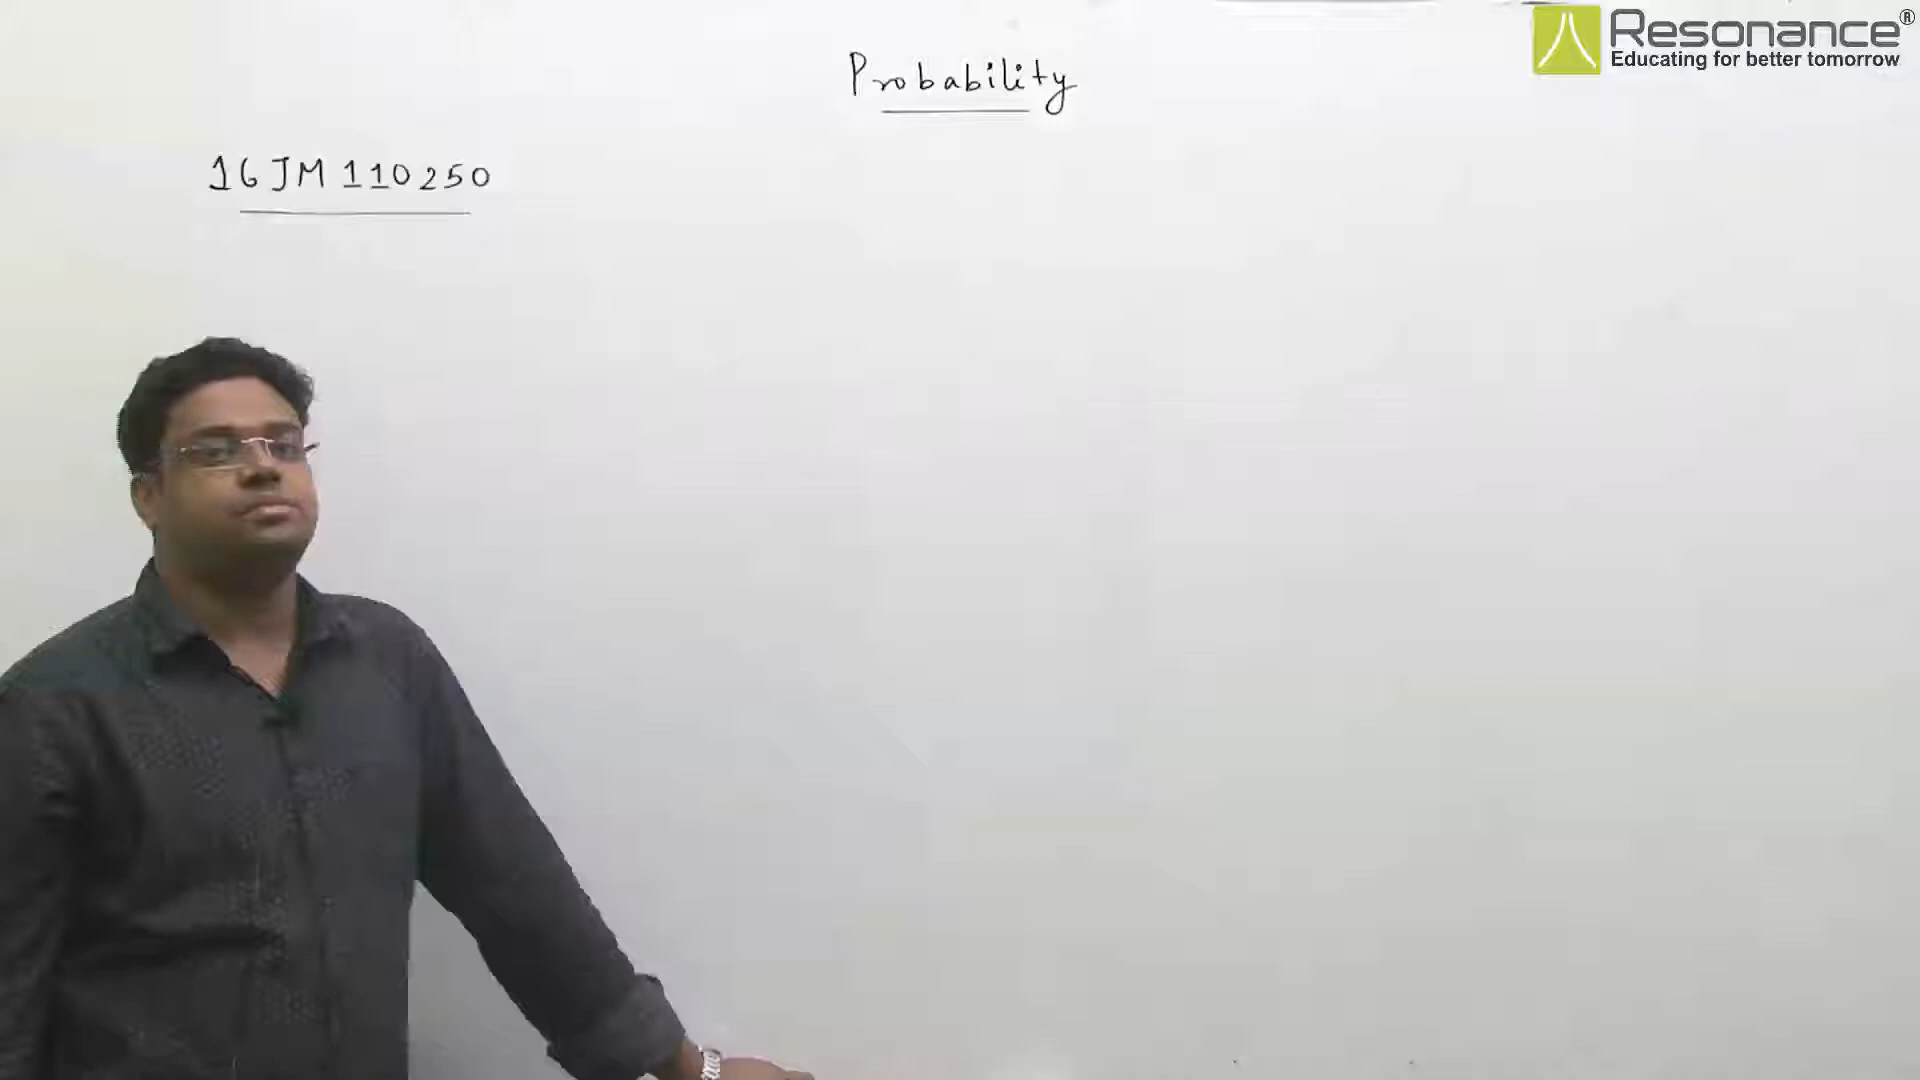 Resonance®
Educating for better tomorrow
Probability
16JM110250